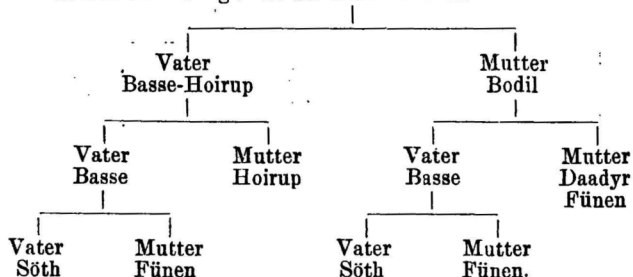 Vater Mutter
Basse-Hoirup Bodil
Vater Mutter Vater Mutter
Basse Hoirup Basse Daadyr
Fünen
Vater Mutter Vater Mutter
Söth Fünen Söth Fünen.